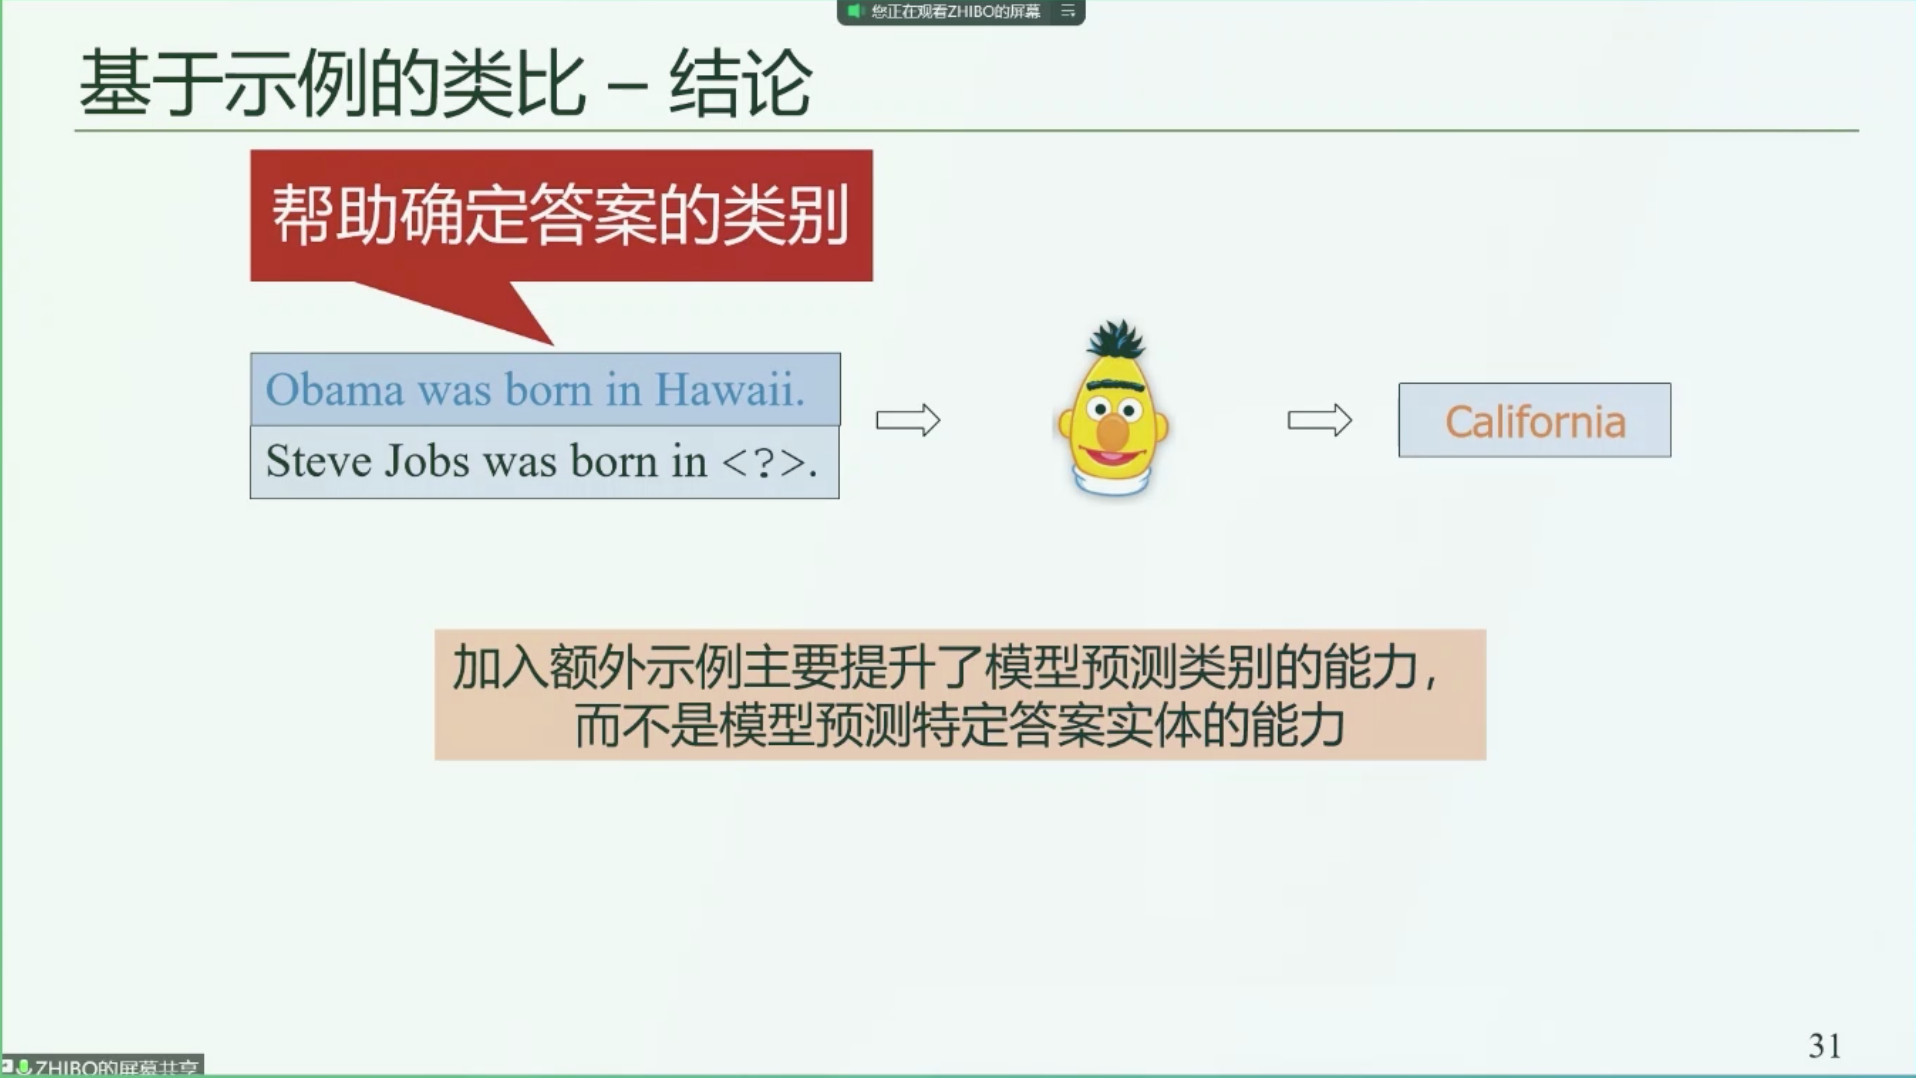 您正在观看ZHIBO的屏幕
基于示例的类比 – 结论
帮助确定答案的类别
Obama was born in Hawaii.
Steve Jobs was born in <?>.
California
加入额外示例主要提升了模型预测类别的能力，
而不是模型预测特定答案实体的能力
31
ZHIBO的屏幕共享